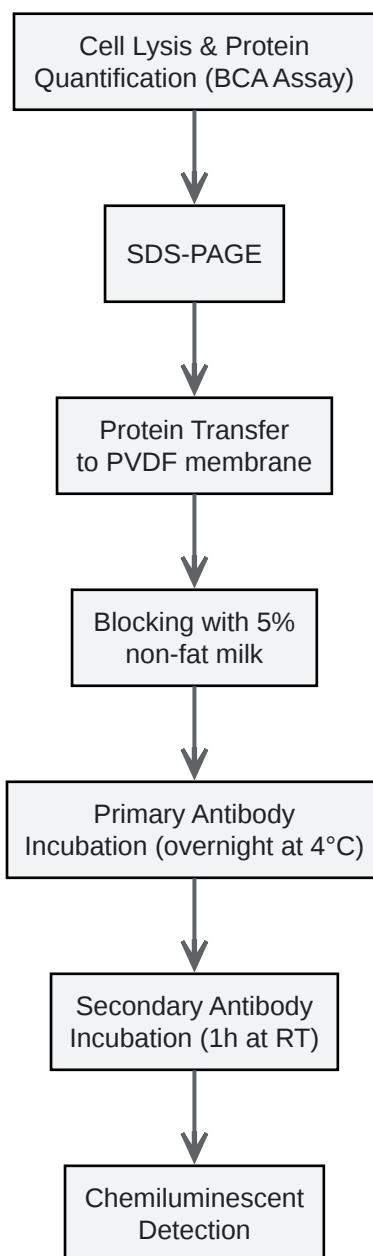 Cell Lysis & Protein
Quantification (BCA Assay)
SDS-PAGE
Protein Transfer
to PVDF membrane
Blocking with 5%
non-fat milk
Primary Antibody
Incubation (overnight at 4°C)
Secondary Antibody
Incubation (1h at RT)
Chemiluminescent
Detection